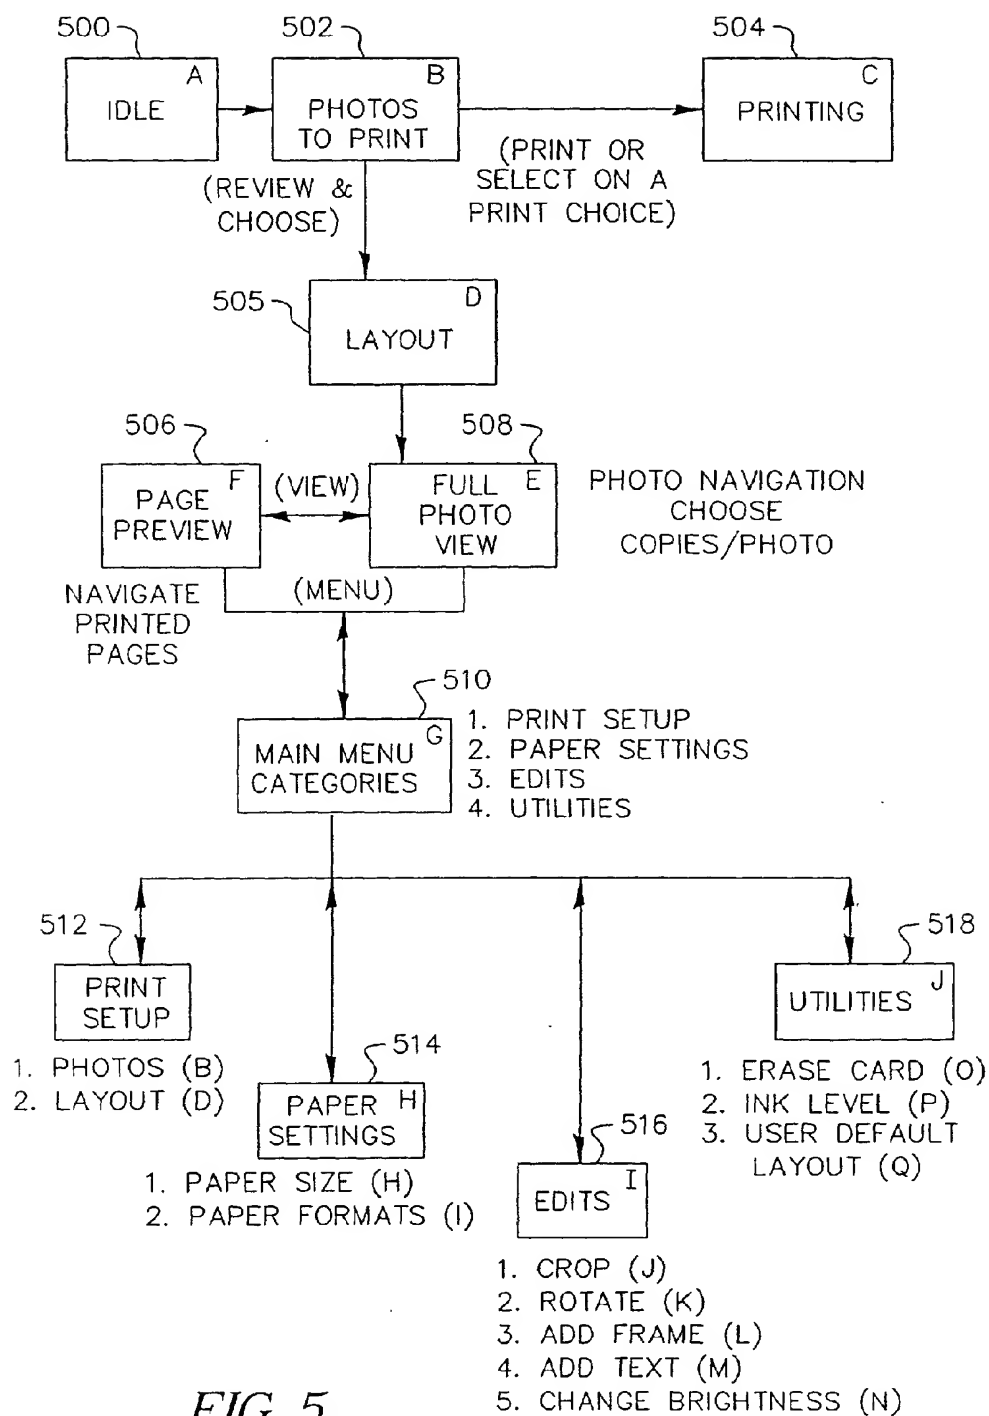 500
502
504
A
IDLE
B
PHOTOS
TO PRINT
C
PRINTING
(REVIEW &
CHOOSE)
(PRINT OR
SELECT ON A
PRINT CHOICE)
505
D
LAYOUT
506
508
F
PAGE
PREVIEW
(VIEW)
FULL E
PHOTO
VIEW
PHOTO NAVIGATION
CHOOSE
COPIES/PHOTO
NAVIGATE
PRINTED
PAGES
(MENU)
510
G
MAIN MENU
CATEGORIES
1. PRINT SETUP
2. PAPER SETTINGS
3. EDITS
4. UTILITIES
512
PRINT
SETUP
1. PHOTOS (B)
2. LAYOUT (D)
514
PAPER H
SETTINGS
1. PAPER SIZE (H)
2. PAPER FORMATS (I)
516
I
EDITS
1. CROP (J)
2. ROTATE (K)
3. ADD FRAME (L)
4. ADD TEXT (M)
5. CHANGE BRIGHTNESS (N)
518
J
UTILITIES
1. ERASE CARD (O)
2. INK LEVEL (P)
3. USER DEFAULT
LAYOUT (Q)
FIG. 5